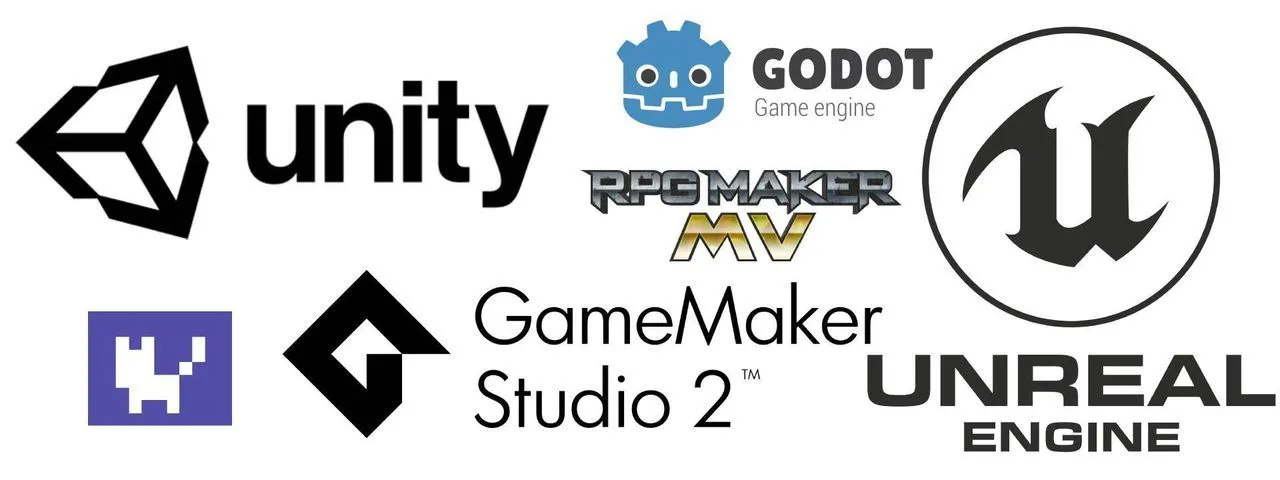 unity
GODOT
Game engine
RPG MAKER
MV
GameMaker
Studio 2™
UNREAL
ENGINE